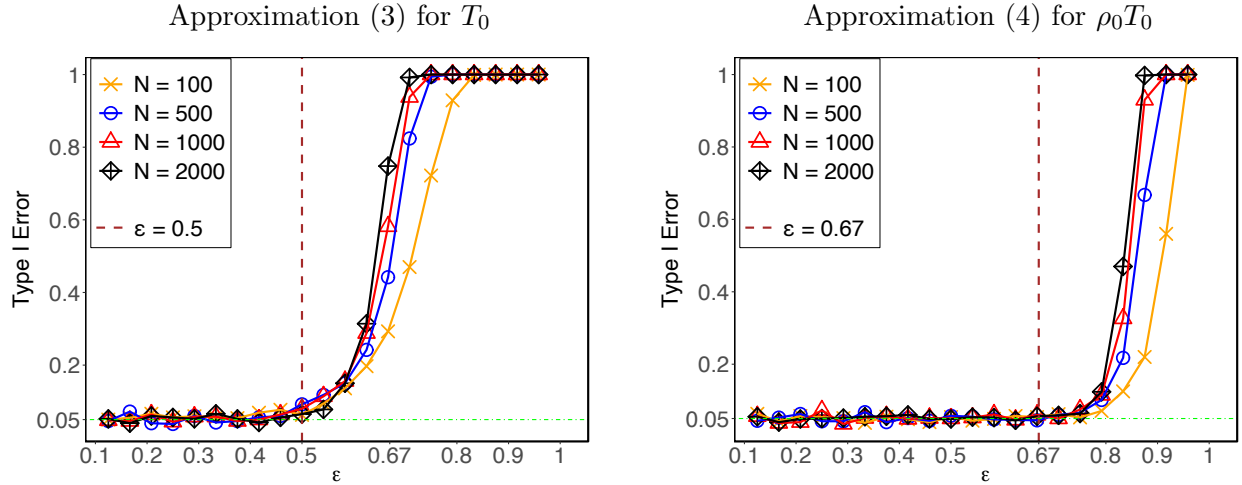 Approximation (3) for T₀
1
0.8
0.6
0.4
0.2
0.05
Type I Error
N = 100
N = 500
N = 1000
N = 2000
ε = 0.5
0.1 0.2 0.3 0.4 0.5 0.67 0.8 0.9 1
ε
Approximation (4) for ρ₀T₀
1
0.8
0.6
0.4
0.2
0.05
Type I Error
N = 100
N = 500
N = 1000
N = 2000
ε = 0.67
0.1 0.2 0.3 0.4 0.5 0.67 0.8 0.9 1
ε